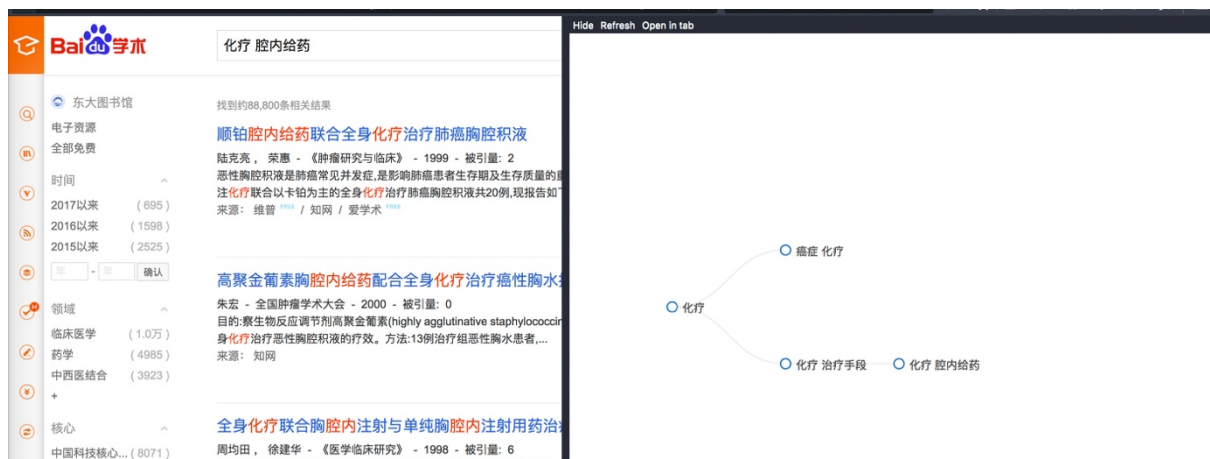 Hide Refresh Open in tab
Bai du 学术
化疗 腔内给药
东大图书馆
电子资源
全部免费
时间
2017以来 (695)
2016以来 (1598)
2015以来 (2525)
年 - 年 确认
领域
临床医学 (1.0万)
药学 (4985)
中西医结合 (3923)
+
核心
中国科技核心... (8071)
找到约88,800条相关结果
顺铂腔内给药联合全身化疗治疗肺癌胸腔积液
陆克亮， 荣惠 - 《肿瘤研究与临床》 - 1999 - 被引量: 2
恶性胸腔积液是肺癌常见并发症,是影响肺癌患者生存期及生存质量的
注化疗联合以卡铂为主的全身化疗治疗肺癌胸腔积液共20例,现报告如
来源： 维普 FREE / 知网 / 爱学术 FREE
高聚金葡素胸腔内给药配合全身化疗治疗癌性胸水
朱宏 - 全国肿瘤学术大会 - 2000 - 被引量: 0
目的:察生物反应调节剂高聚金葡素(highly agglutinative staphylococcin
身化疗治疗恶性胸腔积液的疗效。方法:13例治疗组恶性胸水患者,...
来源： 知网
全身化疗联合胸腔内注射与单纯胸腔内注射用药治
周均田， 徐建华 - 《医学临床研究》 - 1998 - 被引量: 6
癌症 化疗
化疗
化疗 治疗手段
化疗 腔内给药